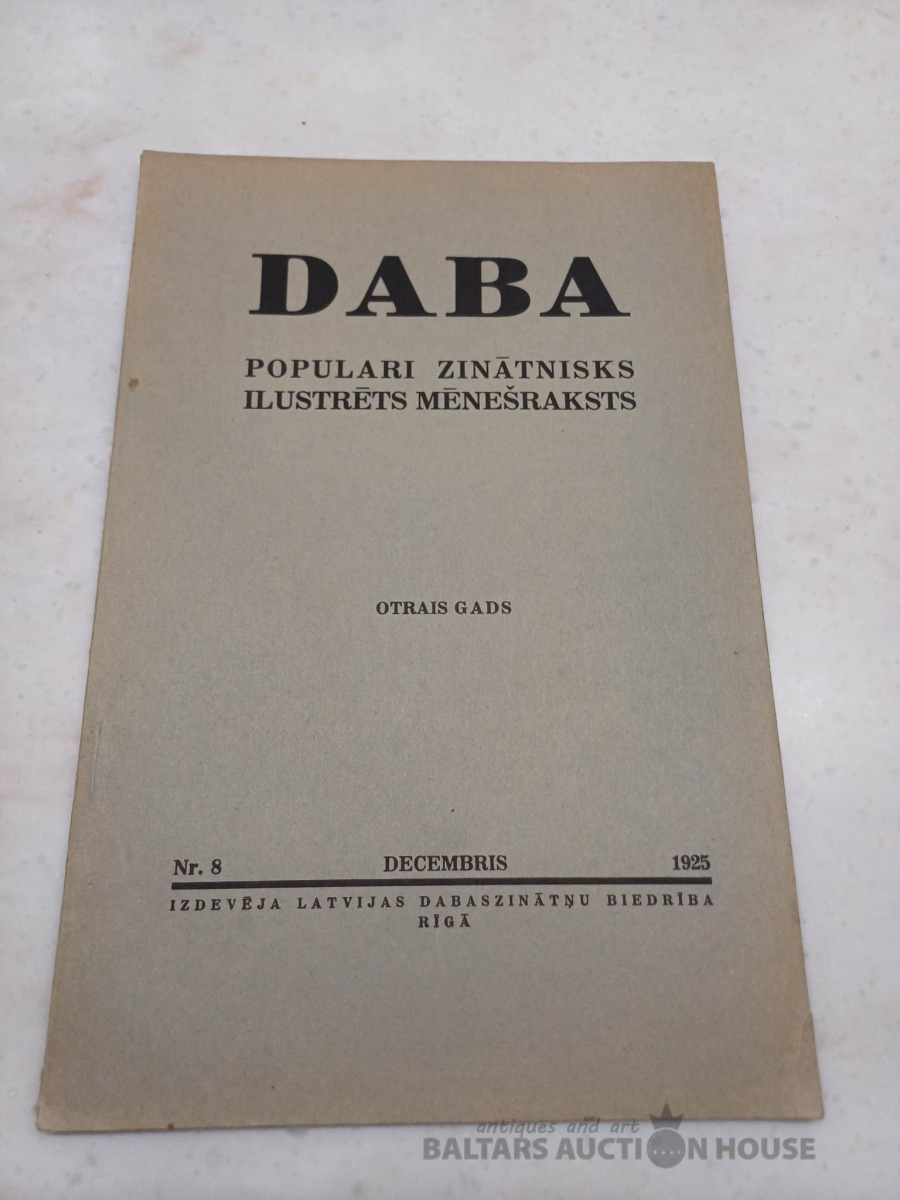 DABA
POPULARI ZINĀTNISKS
ILUSTRĒTS MĒNEŠRAKSTS
OTRAIS GADS
Nr. 8 DECEMBRIS 1925
IZDEVĒJA LATVIJAS DABASZINĀTŅU BIEDRĪBA
RĪGĀ
antiques and art
BALTARS AUCTION HOUSE